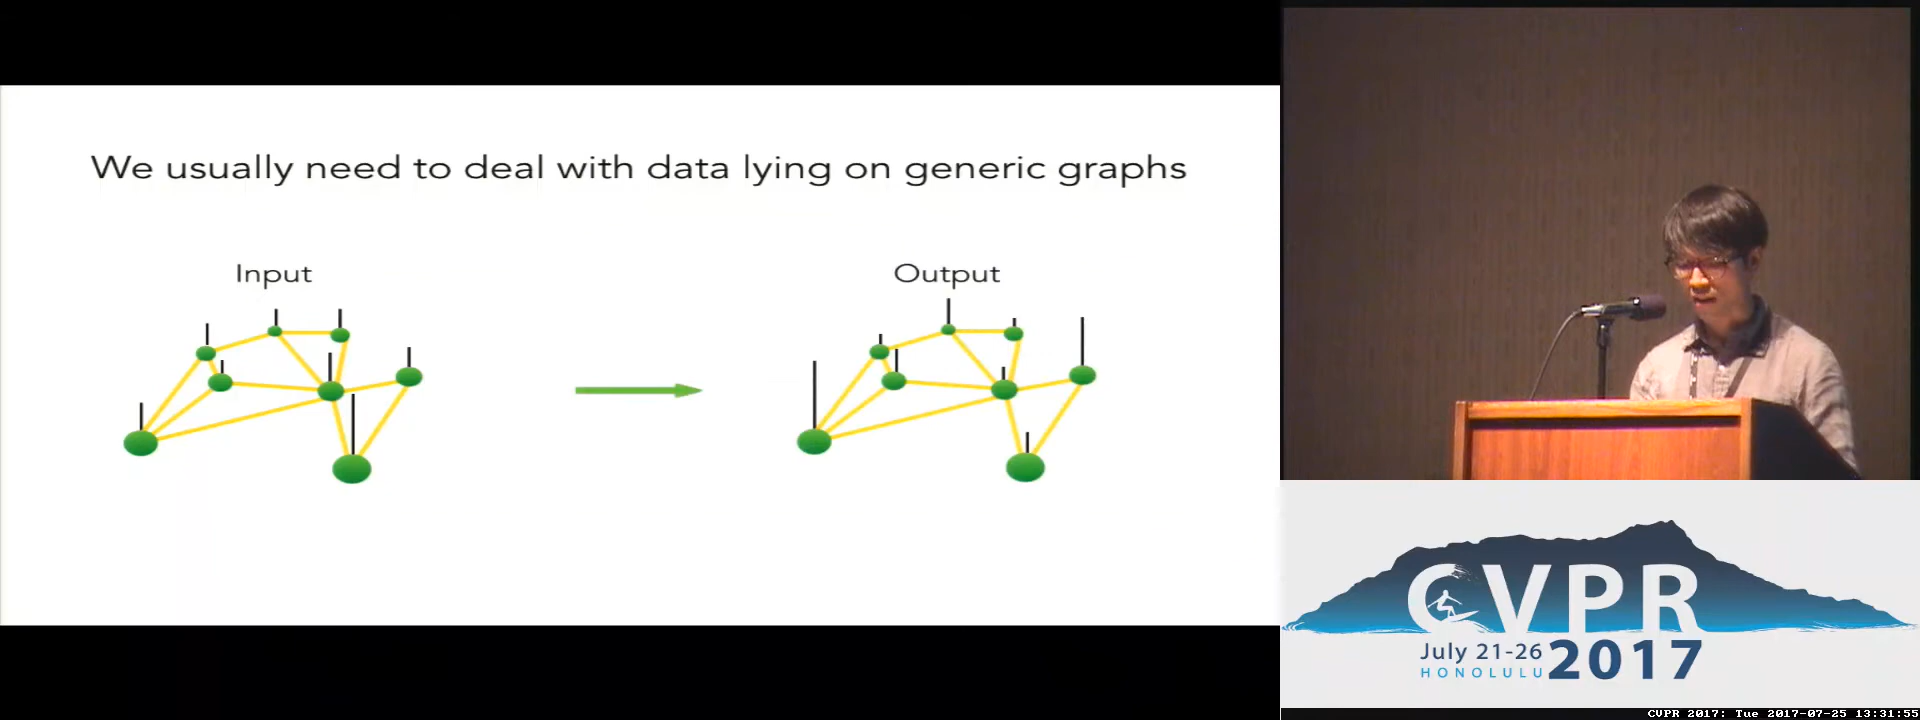 We usually need to deal with data lying on generic graphs
Input
Output
CVPR
July 21-26
HONOLULU
2017
CVPR 2017: Tue 2017-07-25 13:31:55